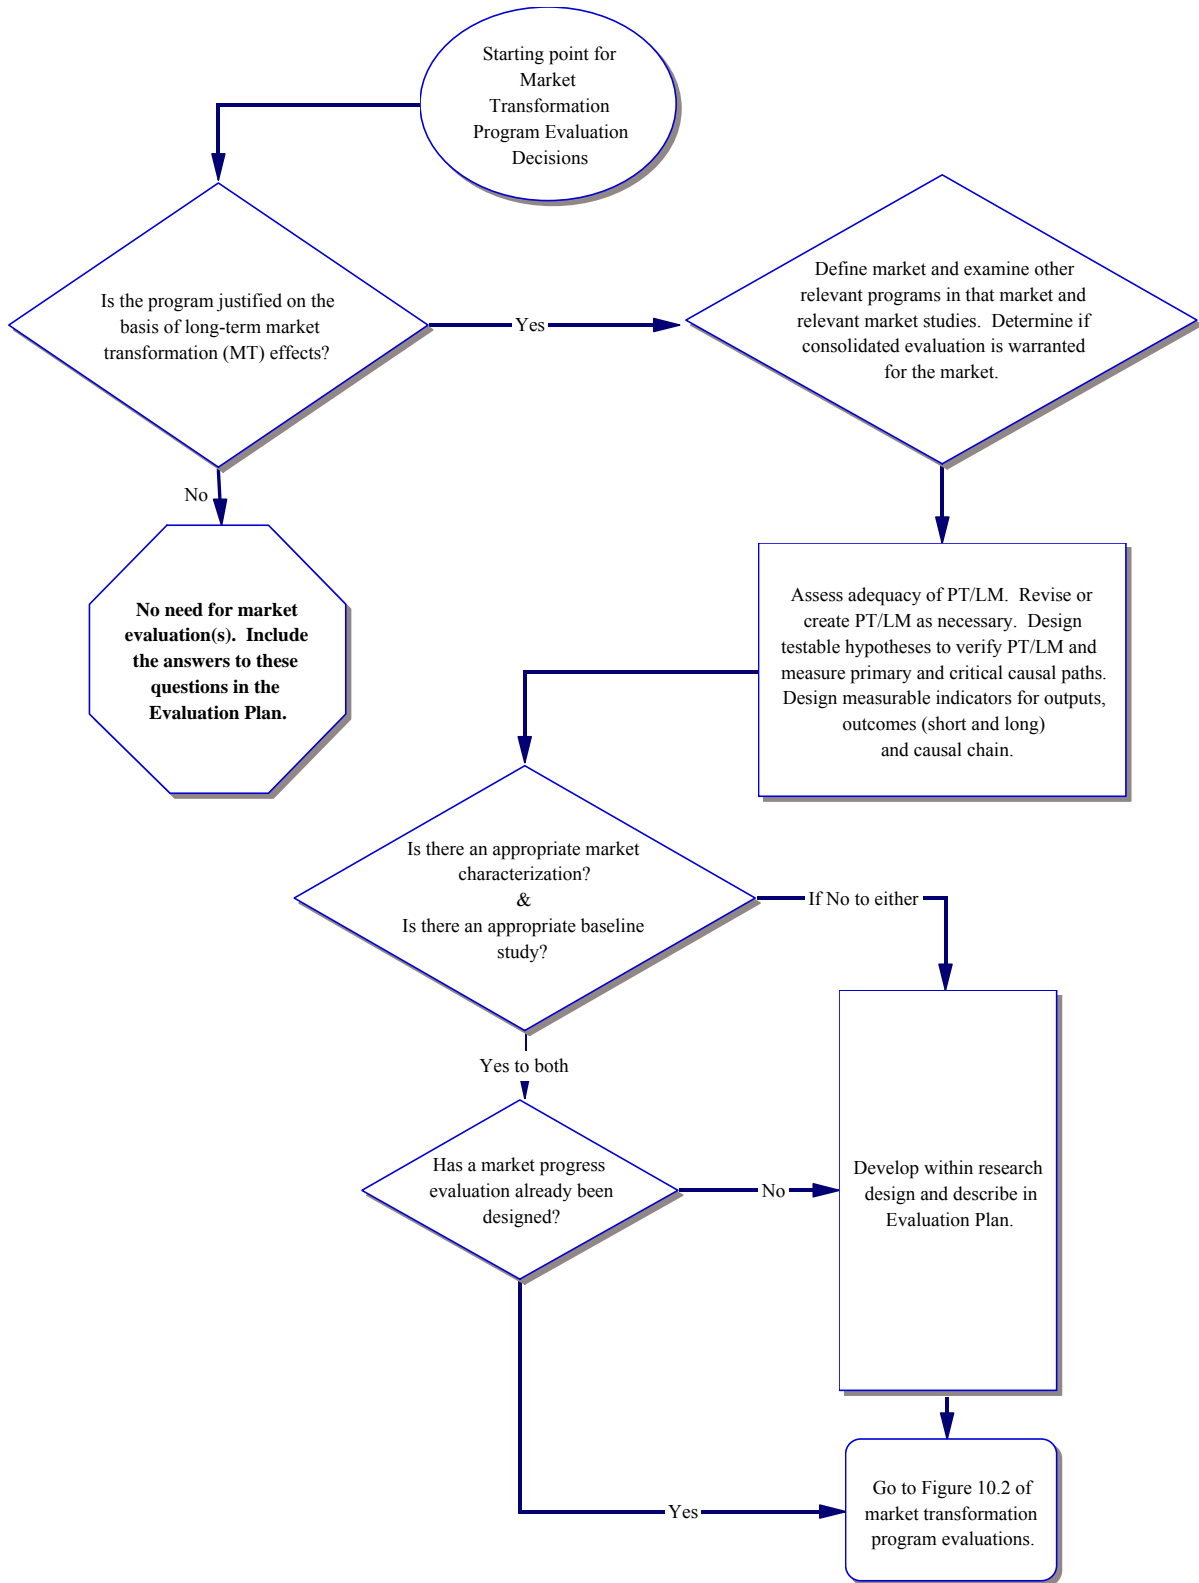 Starting point for
Market
Transformation
Program Evaluation
Decisions
Is the program justified on the
basis of long-term market
transformation (MT) effects?
Yes
Define market and examine other
relevant programs in that market and
relevant market studies.  Determine if
consolidated evaluation is warranted
for the market.
No
No need for market
evaluation(s).  Include
the answers to these
questions in the
Evaluation Plan.
Assess adequacy of PT/LM.  Revise or
create PT/LM as necessary.  Design
testable hypotheses to verify PT/LM and
measure primary and critical causal paths.
Design measurable indicators for outputs,
outcomes (short and long)
and causal chain.
Is there an appropriate market
characterization?
&
Is there an appropriate baseline
study?
If No to either
Yes to both
Has a market progress
evaluation already been
designed?
No
Develop within research
design and describe in
Evaluation Plan.
Yes
Go to Figure 10.2 of
market transformation
program evaluations.